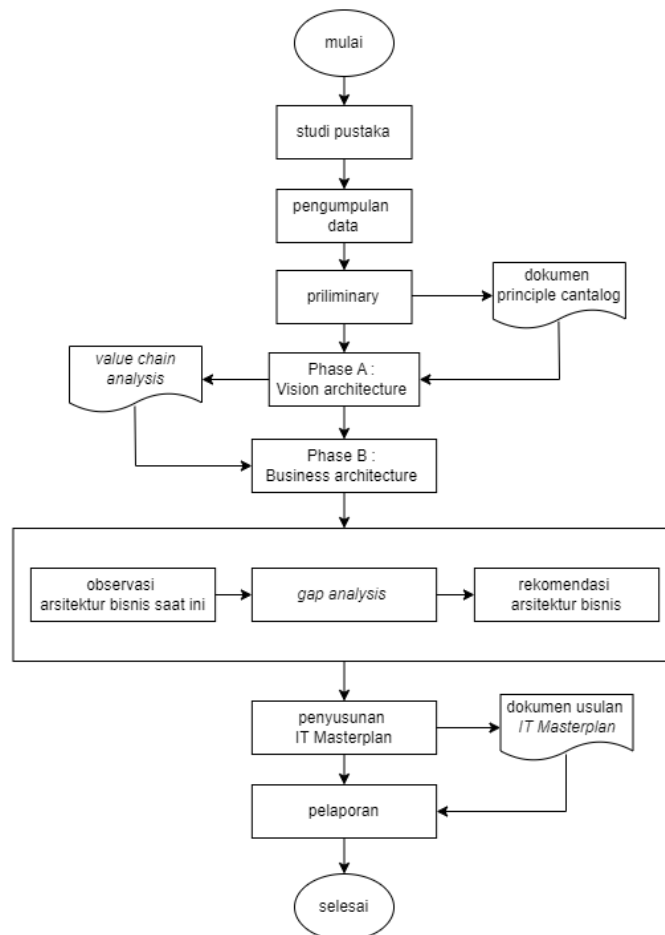 mulai
studi pustaka
pengumpulan
data
priliminary
dokumen
principle cantalog
value chain
analysis
Phase A :
Vision architecture
Phase B :
Business architecture
observasi
arsitektur bisnis saat ini
gap analysis
rekomendasi
arsitektur bisnis
penyusunan
IT Masterplan
dokumen usulan
IT Masterplan
pelaporan
selesai